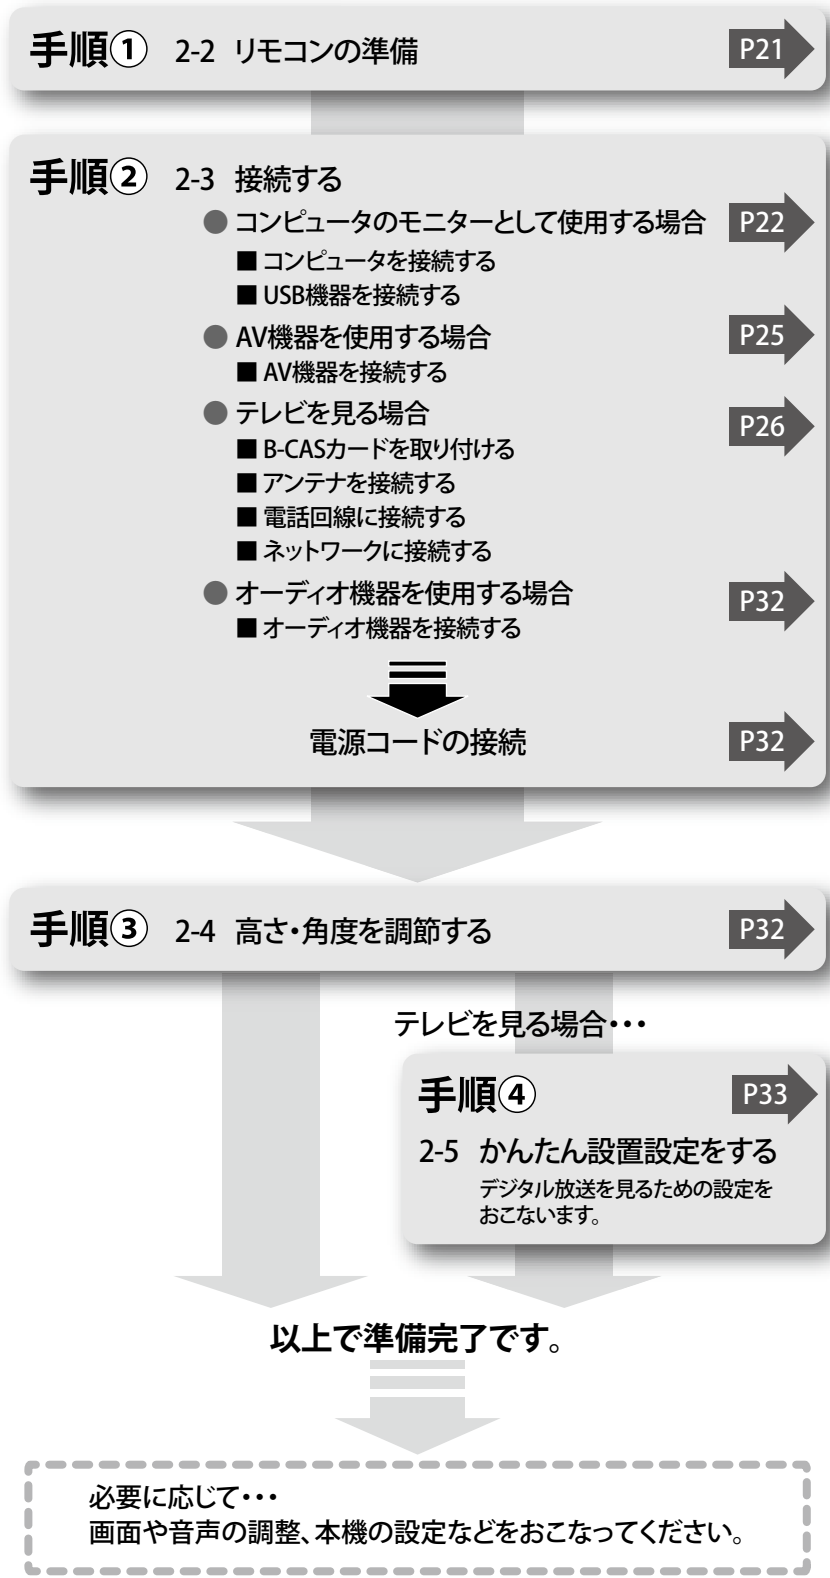 手順① 2-2 リモコンの準備 P21
手順② 2-3 接続する
● コンピュータのモニターとして使用する場合 P22
■ コンピュータを接続する
■ USB機器を接続する
● AV機器を使用する場合 P25
■ AV機器を接続する
● テレビを見る場合 P26
■ B-CASカードを取り付ける
■ アンテナを接続する
■ 電話回線に接続する
■ ネットワークに接続する
● オーディオ機器を使用する場合 P32
■ オーディオ機器を接続する
電源コードの接続 P32
手順③ 2-4 高さ・角度を調節する P32
テレビを見る場合・・・
手順④ P33
2-5 かんたん設置設定をする
デジタル放送を見るための設定を
おこないます。
以上で準備完了です。
必要に応じて・・・
画面や音声の調整、本機の設定などをおこなってください。